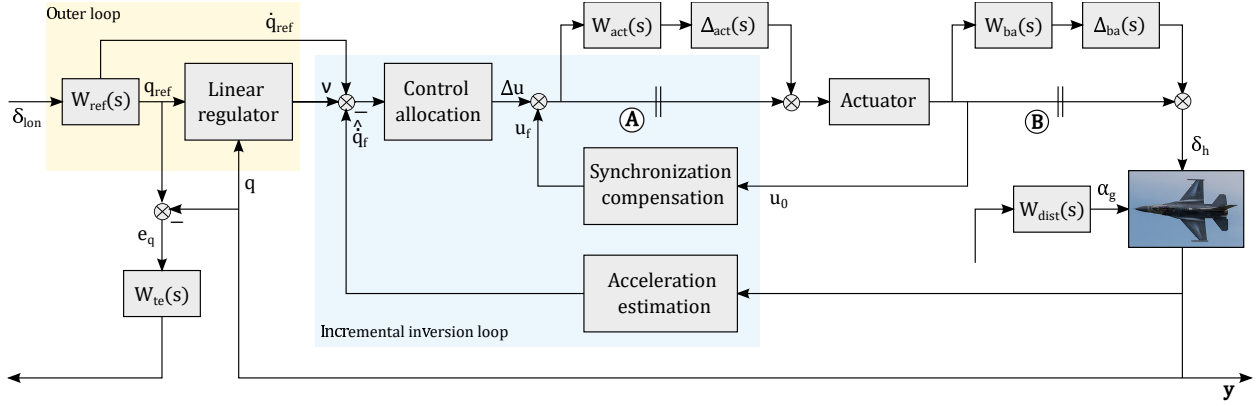 Outer loop
q̇ref
Wact(s)
Δact(s)
Wba(s)
Δba(s)
δlon
Wref(s)
qref
Linear
regulator
ν
−
Control
allocation
Δu
uf
A
Actuator
B
δh
q̂̇f
q
Synchronization
compensation
u0
Wdist(s)
αg
−
eq
Wte(s)
Acceleration
estimation
Incremental inversion loop
y